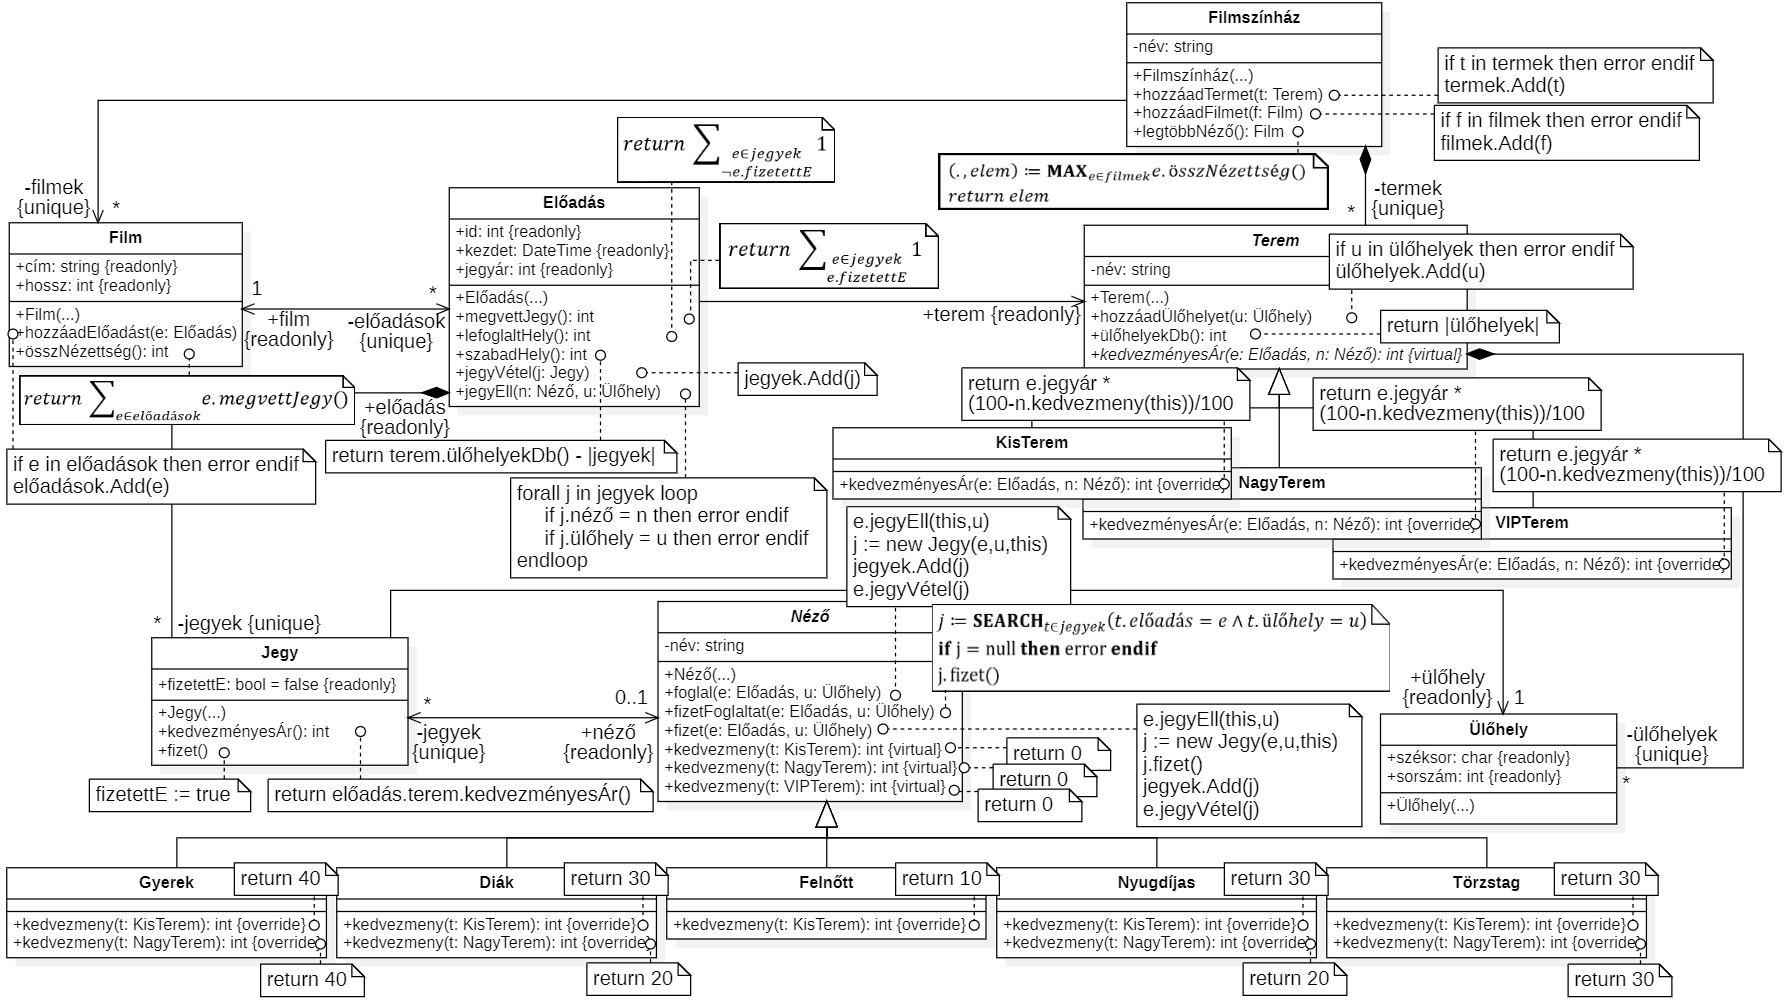 Filmszínház
-név: string
+Filmszínház(...)
+hozzáadTermet(t: Terem)
+hozzáadFilmet(f: Film)
+legtöbbNéző(): Film
if t in termek then error endif
termek.Add(t)
if f in filmek then error endif
filmek.Add(f)
(. , elem) ≔ MAX e∈filmek e.összNézettség()
return elem
-filmek
{unique}
*
-termek
{unique}
*
Film
+cím: string {readonly}
+hossz: int {readonly}
+Film(...)
+hozzáadElőadást(e: Előadás)
+összNézettség(): int
return ∑ e∈előadások e.megvettJegy()
if e in előadások then error endif
előadások.Add(e)
1
+film
{readonly}
*
-előadások
{unique}
return ∑ e∈jegyek ¬e.fizetettE 1
return ∑ e∈jegyek e.fizetettE 1
Előadás
+id: int {readonly}
+kezdet: DateTime {readonly}
+jegyár: int {readonly}
+Előadás(...)
+megvettJegy(): int
+lefoglaltHely(): int
+szabadHely(): int
+jegyVétel(j: Jegy)
+jegyEll(n: Néző, u: Ülőhely)
jegyek.Add(j)
+előadás
{readonly}
return terem.ülőhelyekDb() - |jegyek|
forall j in jegyek loop
if j.néző = n then error endif
if j.ülőhely = u then error endif
endloop
+terem {readonly}
Terem
-név: string
+Terem(...)
+hozzáadÜlőhelyet(u: Ülőhely)
+ülőhelyekDb(): int
+kedvezményesÁr(e: Előadás, n: Néző): int {virtual}
if u in ülőhelyek then error endif
ülőhelyek.Add(u)
return |ülőhelyek|
return e.jegyár *
(100-n.kedvezmeny(this))/100
return e.jegyár *
(100-n.kedvezmeny(this))/100
return e.jegyár *
(100-n.kedvezmeny(this))/100
KisTerem
+kedvezményesÁr(e: Előadás, n: Néző): int {override}
NagyTerem
+kedvezményesÁr(e: Előadás, n: Néző): int {override}
VIPTerem
+kedvezményesÁr(e: Előadás, n: Néző): int {override}
e.jegyEll(this,u)
j := new Jegy(e,u,this)
jegyek.Add(j)
e.jegyVétel(j)
j ≔ SEARCH t∈jegyek (t.előadás = e ∧ t.ülőhely = u)
if j = null then error endif
j.fizet()
* -jegyek {unique}
Jegy
+fizetettE: bool = false {readonly}
+Jegy(...)
+kedvezményesÁr(): int
+fizet()
fizetettE := true
return előadás.terem.kedvezményesÁr()
*
-jegyek
{unique}
0..1
+néző
{readonly}
Néző
-név: string
+Néző(...)
+foglal(e: Előadás, u: Ülőhely)
+fizetFoglaltat(e: Előadás, u: Ülőhely)
+fizet(e: Előadás, u: Ülőhely)
+kedvezmeny(t: KisTerem): int {virtual}
+kedvezmeny(t: NagyTerem): int {virtual}
+kedvezmeny(t: VIPTerem): int {virtual}
return 0
return 0
return 0
e.jegyEll(this,u)
j := new Jegy(e,u,this)
j.fizet()
jegyek.Add(j)
e.jegyVétel(j)
+ülőhely
{readonly}
1
Ülőhely
+széksor: char {readonly}
+sorszám: int {readonly}
+Ülőhely(...)
-ülőhelyek
{unique}
*
Gyerek
return 40
+kedvezmeny(t: KisTerem): int {override}
+kedvezmeny(t: NagyTerem): int {override}
return 40
Diák
return 30
+kedvezmeny(t: KisTerem): int {override}
+kedvezmeny(t: NagyTerem): int {override}
return 20
Felnőtt
return 10
+kedvezmeny(t: KisTerem): int {override}
Nyugdíjas
return 30
+kedvezmeny(t: KisTerem): int {override}
+kedvezmeny(t: NagyTerem): int {override}
return 20
Törzstag
return 30
+kedvezmeny(t: KisTerem): int {override}
+kedvezmeny(t: NagyTerem): int {override}
return 30